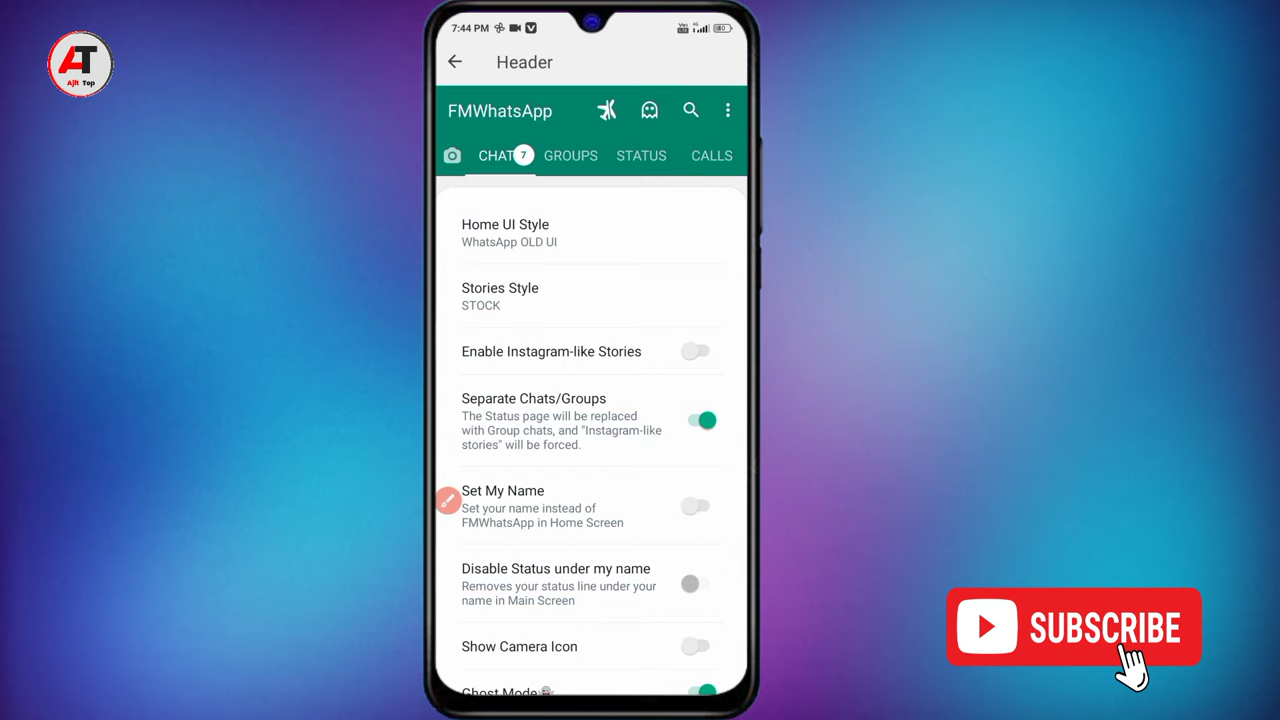 AT
Ajit Top
7:44 PM
Header
FMWhatsApp
CHAT 7 GROUPS STATUS CALLS
Home UI Style
WhatsApp OLD UI
Stories Style
STOCK
Enable Instagram-like Stories
Separate Chats/Groups
The Status page will be replaced
with Group chats, and "Instagram-like
stories" will be forced.
Set My Name
Set your name instead of
FMWhatsApp in Home Screen
Disable Status under my name
Removes your status line under your
name in Main Screen
Show Camera Icon
Ghost Mode👻
SUBSCRIBE